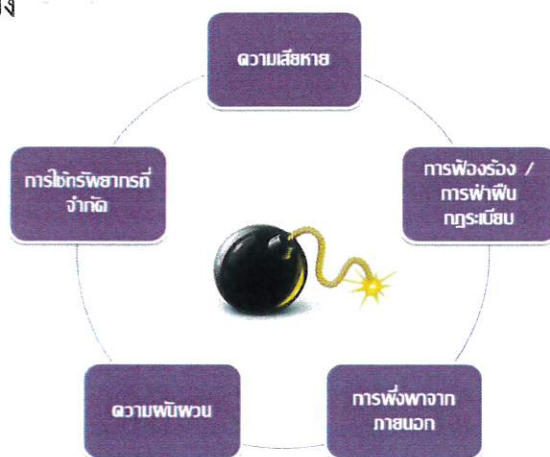 ความเสียหาย
การใช้ทรัพยากรที่
จำกัด
การฟ้องร้อง /
การฝ่าฝืน
กฎระเบียบ
ความผันผวน
การพึ่งพาจาก
ภายนอก